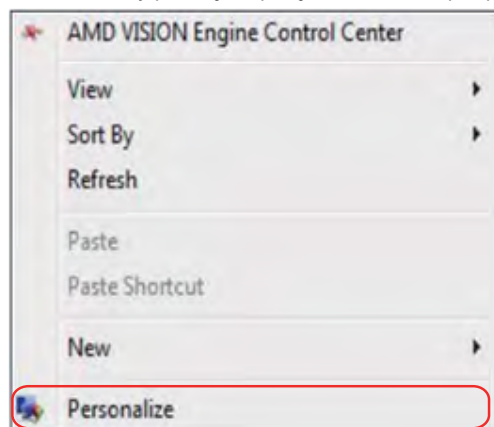 AMD VISION Engine Control Center
View
Sort By
Refresh
Paste
Paste Shortcut
New
Personalize